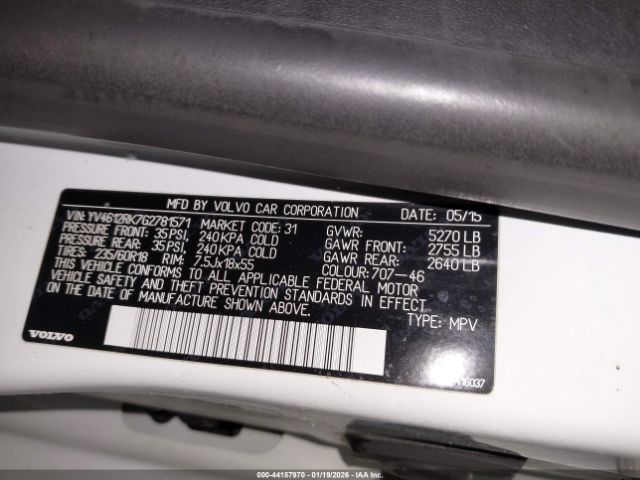 MFD BY VOLVO CAR CORPORATION DATE: 05/15
VIN: YV4612RK7G2781571 MARKET CODE: 31 GVWR: 5270 LB
PRESSURE FRONT: 35PSI, 240KPA COLD GAWR FRONT: 2755 LB
PRESSURE REAR: 35PSI, 240KPA COLD GAWR REAR: 2640 LB
TIRES: 235/60R18 RIM: 7.5Jx18x55 COLOUR: 707-46
THIS VEHICLE CONFORMS TO ALL APPLICABLE FEDERAL MOTOR
VEHICLE SAFETY AND THEFT PREVENTION STANDARDS IN EFFECT
ON THE DATE OF MANUFACTURE SHOWN ABOVE.
TYPE: MPV
VOLVO
16037
000-44187970 | 01/19/2026 | IAA Inc.